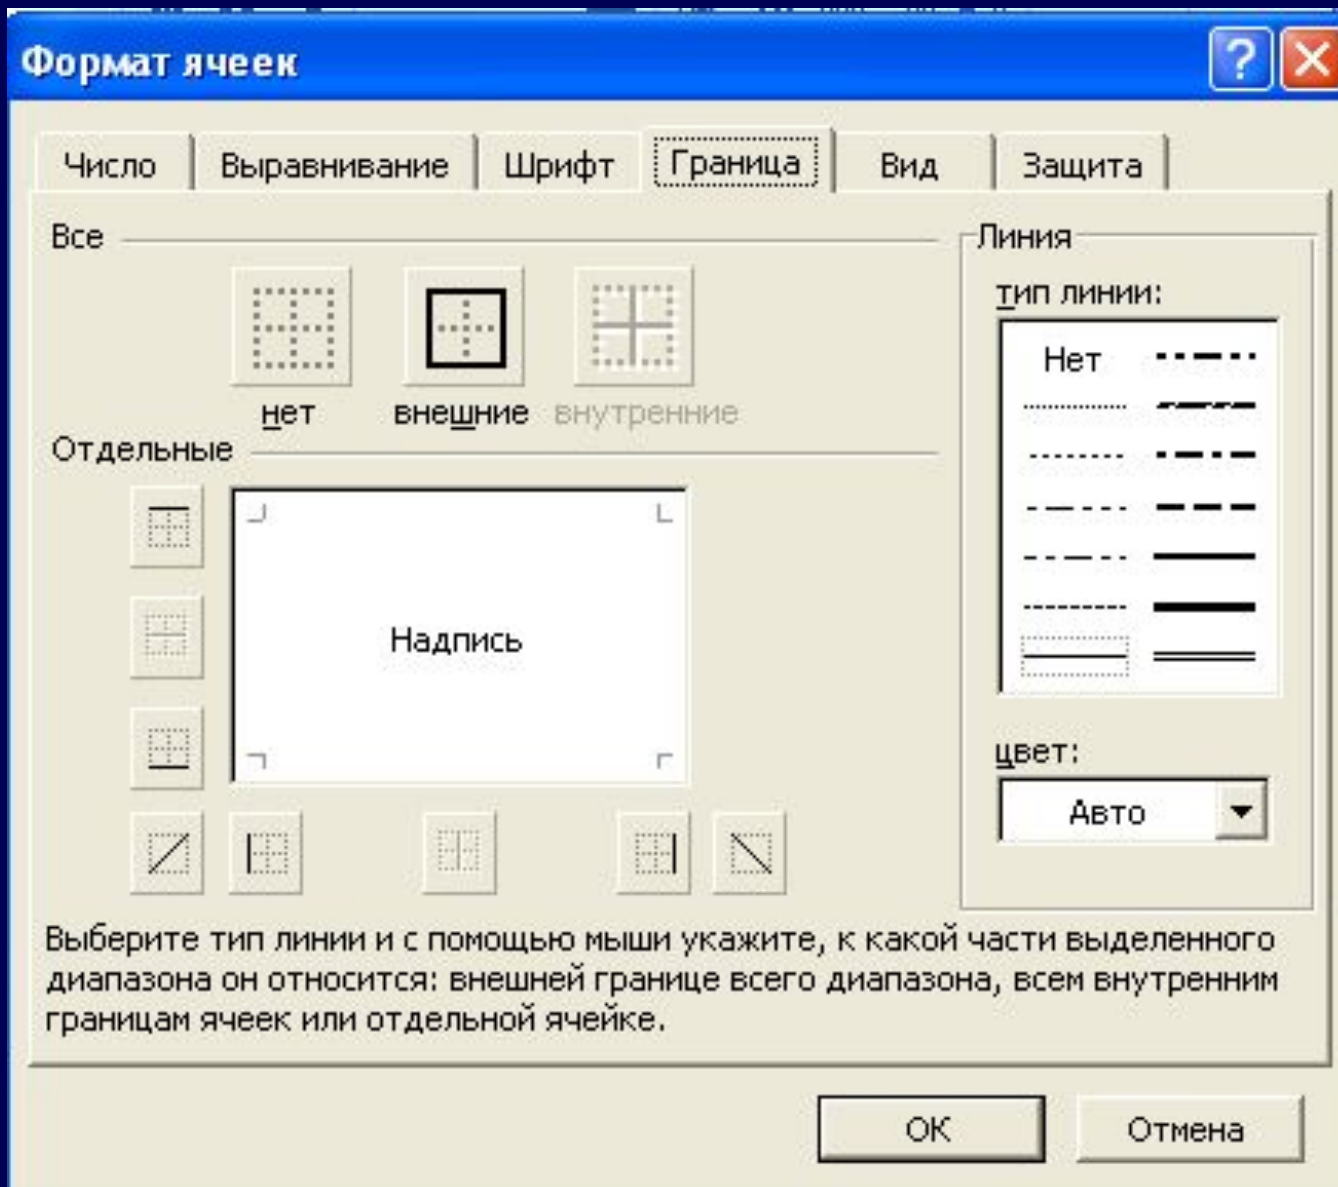 Формат ячеек
Число Выравнивание Шрифт Граница Вид Защита
Все
нет внешние внутренние
Отдельные
Надпись
Линия
тип линии:
Нет
цвет:
Авто
Выберите тип линии и с помощью мыши укажите, к какой части выделенного
диапазона он относится: внешней границе всего диапазона, всем внутренним
границам ячеек или отдельной ячейке.
ОК Отмена